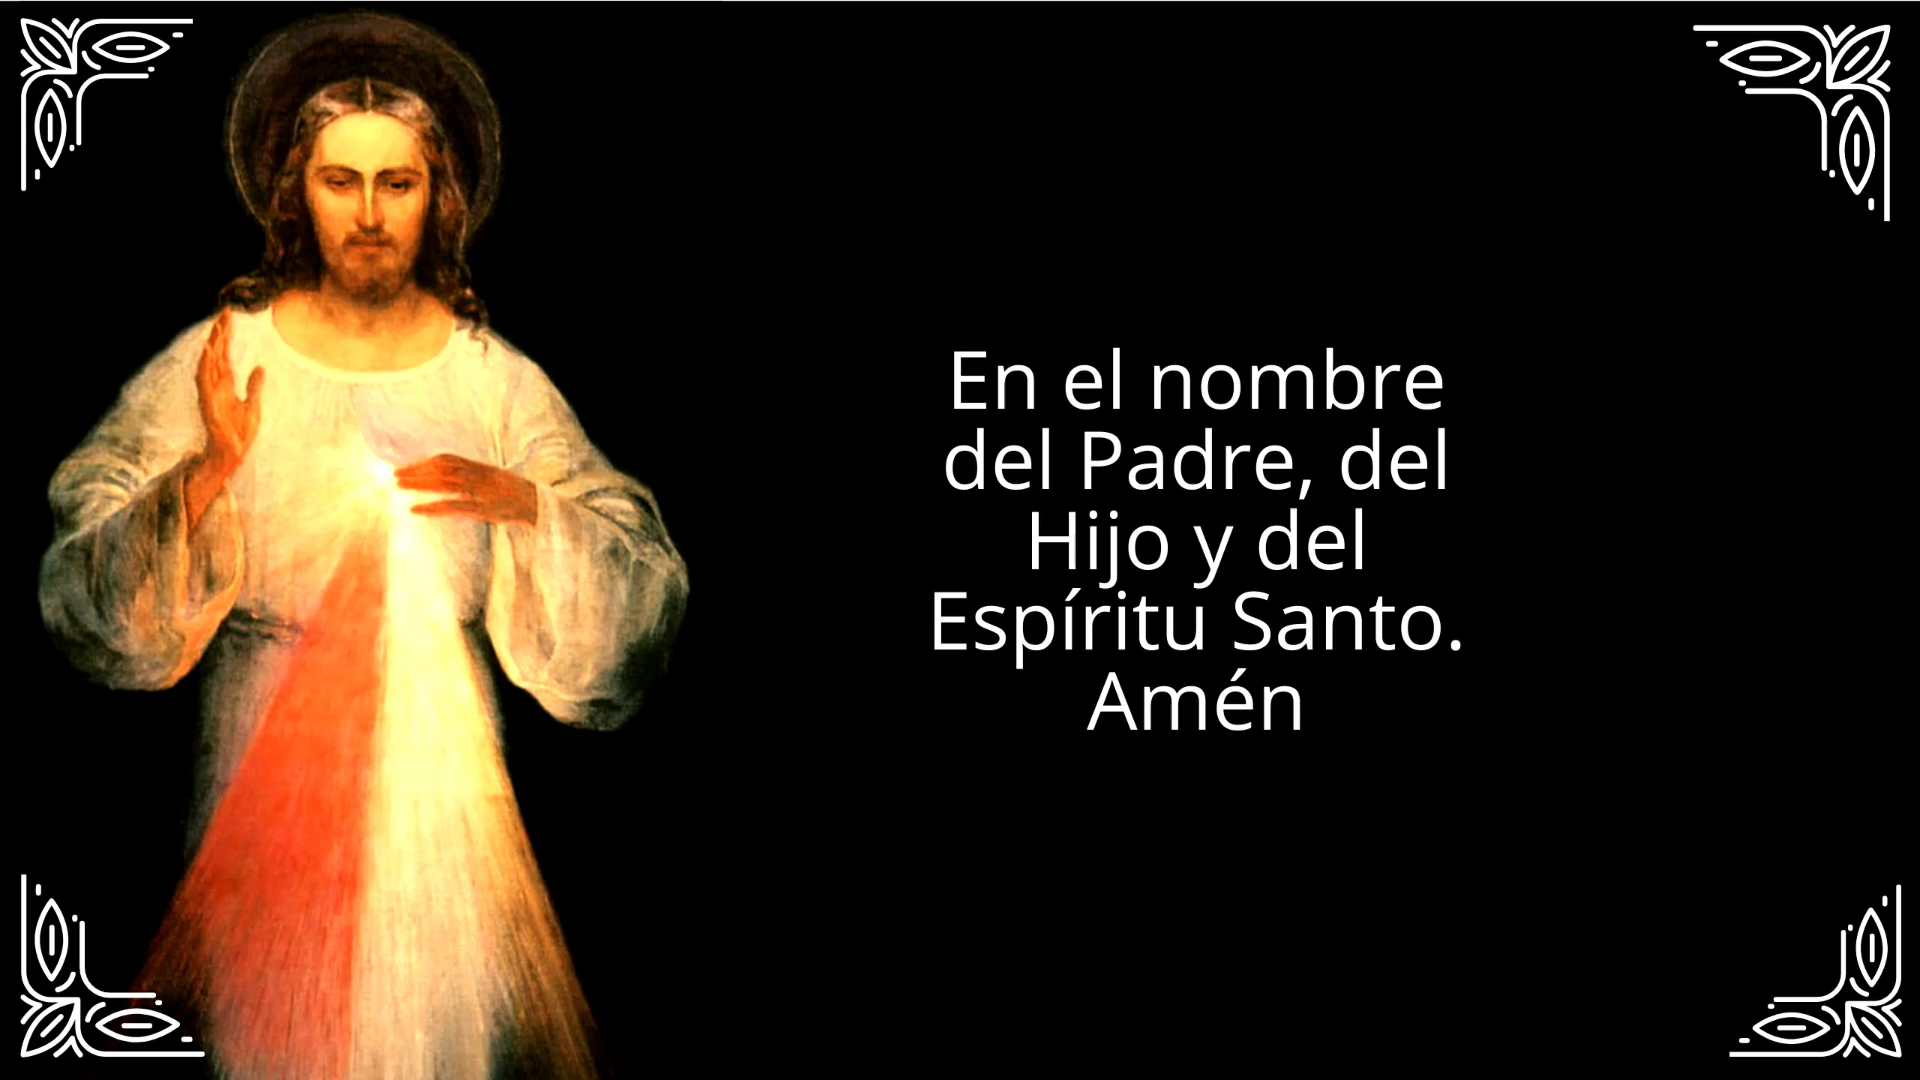 En el nombre
del Padre, del
Hijo y del
Espíritu Santo.
Amén